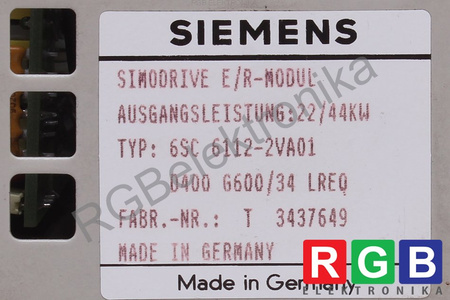 SIEMENS
SIMODRIVE E/R-MODUL
AUSGANGSLEISTUNG:22/44KW
TYP: 6SC 6112-2VA01
0400 G600/34 LREQ
FABR.-NR.: T 3437649
MADE IN GERMANY
Made in Germany
RGBelektronika
RGB
ELEKTRONIKA